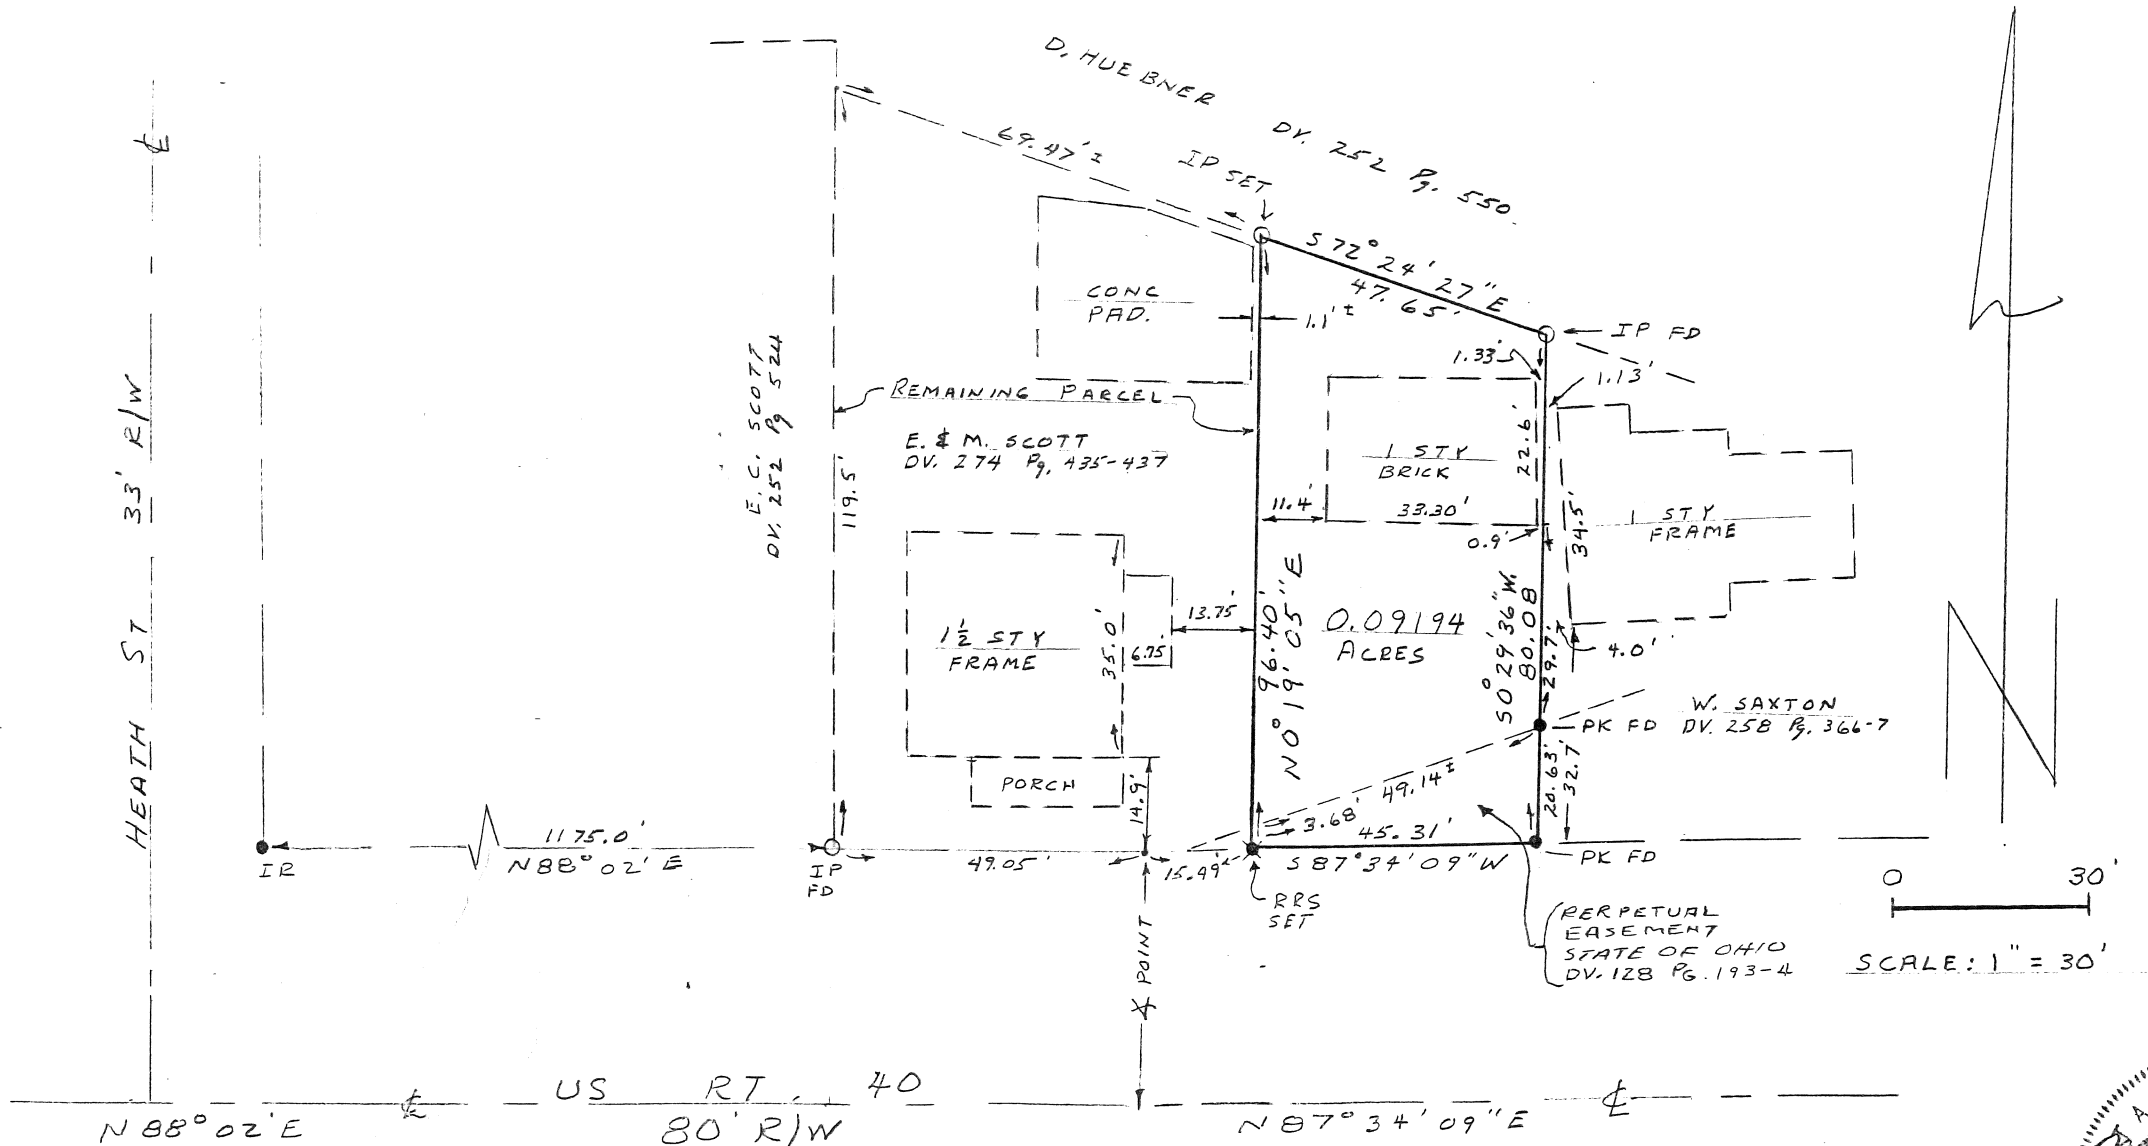 D. HUEBNER
DV. 252 Pg. 550
69.47'±
IP SET
S 72° 24' 27" E
47.65'
IP FD
CONC
PAD.
1.1'±
1.33'
1.13'
REMAINING PARCEL
E. & M. SCOTT
DV. 274 Pg. 435-437
E. C. SCOTT
DV. 252 Pg 524
119.5'
HEATH ST 33' R/W
℄
1 STY
BRICK
22.6'
33.30'
11.4'
0.9'
1 STY
FRAME
34.5'
4.0'
1½ STY
FRAME
35.0'
6.75'
13.75'
PORCH
14.9'
96.40'
N 0° 19' 05" E
0.09194
ACRES
S 0° 29' 36" W.
80.08
29.7'
PK FD
W. SAXTON
DV. 258 Pg. 366-7
20.63'
32.7'
49.14±
3.68'
45.31'
S 87° 34' 09" W
PK FD
IR
1175.0'
N 88° 02' E
IP
FD
49.05'
15.49'
RRS
SET
∡ POINT
PERPETUAL
EASEMENT
STATE OF OHIO
DV. 128 PG. 193-4
0 30'
SCALE: 1" = 30'
N
US RT. 40
80' R/W
℄
N 88° 02' E
N 87° 34' 09" E
℄